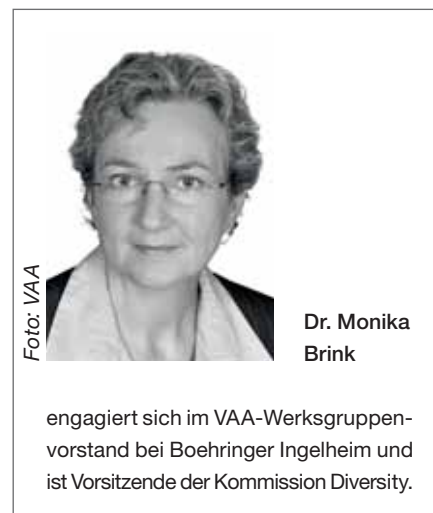 Foto: VAA
Dr. Monika
Brink
engagiert sich im VAA-Werksgruppen-
vorstand bei Boehringer Ingelheim und
ist Vorsitzende der Kommission Diversity.